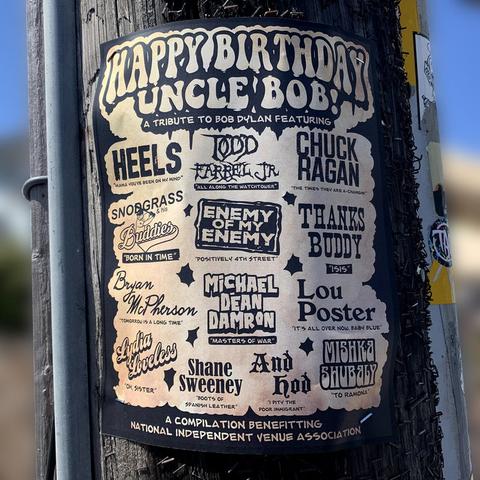 HAPPY BIRTHDAY
UNCLE BOB!
A TRIBUTE TO BOB DYLAN FEATURING
HEELS
"MAMA YOU'VE BEEN ON MY MIND"
TODD
FARRELL JR.
"ALL ALONG THE WATCHTOWER"
CHUCK
RAGAN
"THE TIMES THEY ARE A-CHANGIN'"
SNODGRASS
& his
Buddies
"BORN IN TIME"
ENEMY
OF MY
ENEMY
"POSITIVELY 4TH STREET"
THANKS
BUDDY
"ISIS"
Bryan
McPherson
"TOMORROW IS A LONG TIME"
MICHAEL
DEAN
DAMRON
"MASTERS OF WAR"
Lou
Poster
"IT'S ALL OVER NOW, BABY BLUE"
Lydia
Loveless
"OH, SISTER"
Shane
Sweeney
"BOOTS OF
SPANISH LEATHER"
And
Hod
"I PITY THE
POOR IMMIGRANT"
MISHKA
SHUBALY
"TO RAMONA"
A COMPILATION BENEFITTING
NATIONAL INDEPENDENT VENUE ASSOCIATION